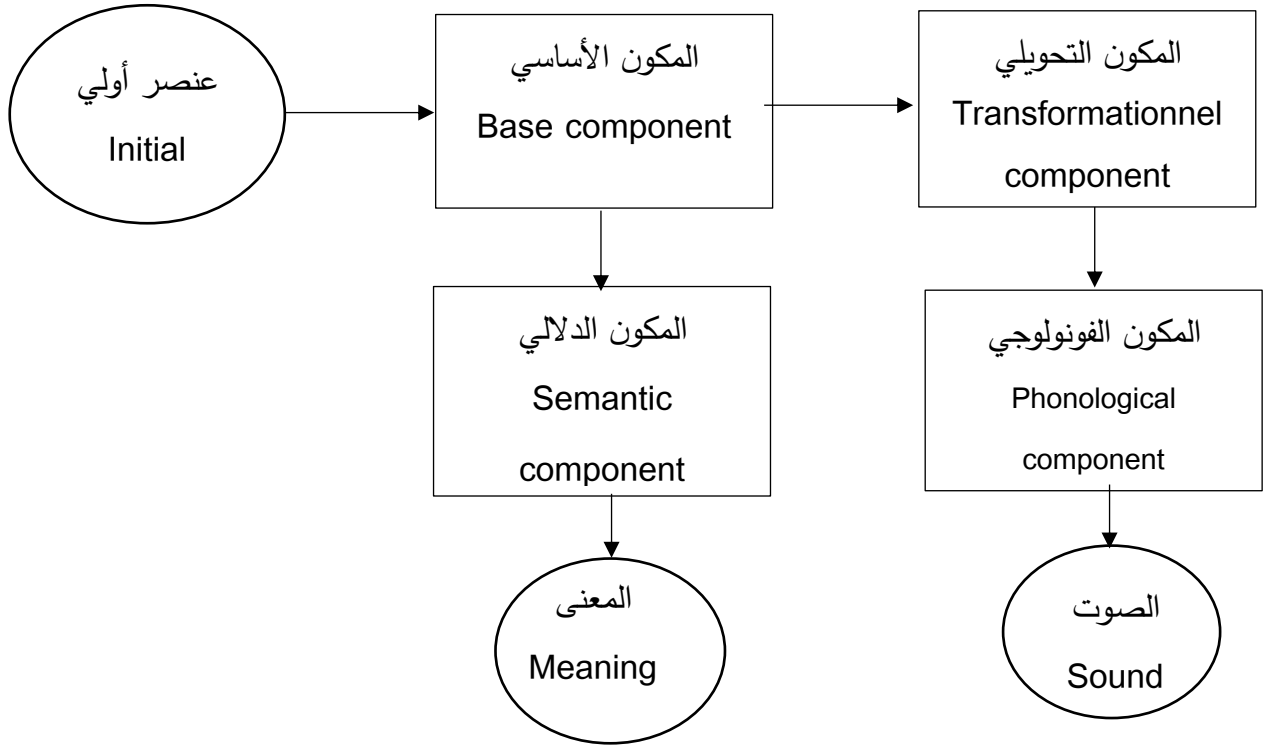 عنصر أولي
Initial
المكون الأساسي
Base component
المكون التحويلي
Transformationnel
component
المكون الدلالي
Semantic
component
المكون الفونولوجي
Phonological
component
المعنى
Meaning
الصوت
Sound